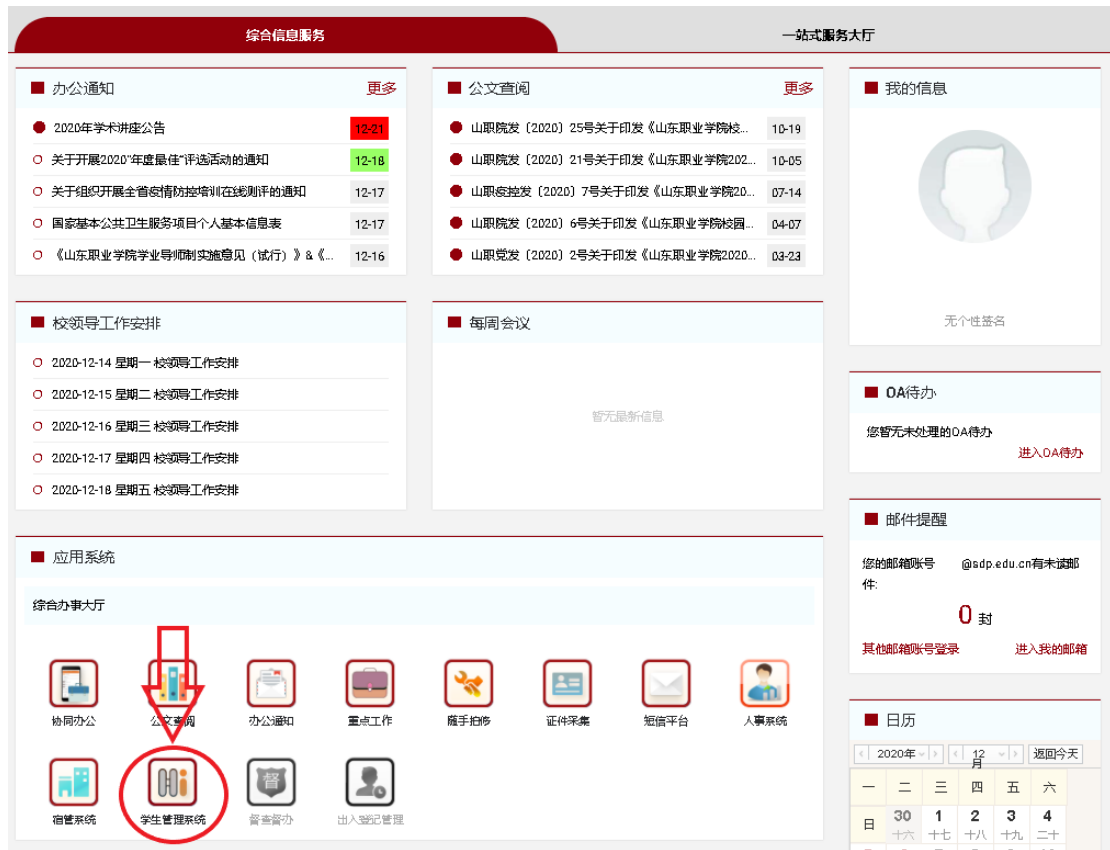 综合信息服务
一站式服务大厅
办公通知
更多
2020年学术讲座公告
12-21
关于开展2020"年度最佳"评选活动的通知
12-18
关于组织开展全省疫情防控培训在线测评的通知
12-17
国家基本公共卫生服务项目个人基本信息表
12-17
《山东职业学院学业导师制实施意见（试行）》&《...
12-16
公文查阅
更多
山职院发〔2020〕25号关于印发《山东职业学院校...
10-19
山职院发〔2020〕21号关于印发《山东职业学院202...
10-05
山职疫控发〔2020〕7号关于印发《山东职业学院20...
07-14
山职院发〔2020〕6号关于印发《山东职业学院校园...
04-07
山职党发〔2020〕2号关于印发《山东职业学院2020...
03-23
我的信息
无个性签名
校领导工作安排
2020-12-14 星期一 校领导工作安排
2020-12-15 星期二 校领导工作安排
2020-12-16 星期三 校领导工作安排
2020-12-17 星期四 校领导工作安排
2020-12-18 星期五 校领导工作安排
每周会议
暂无最新信息
OA待办
您暂无未处理的OA待办
进入OA待办
邮件提醒
您的邮箱账号 @sdp.edu.cn有未读邮
件:
0 封
其他邮箱账号登录 进入我的邮箱
应用系统
综合办事大厅
协同办公
公文查阅
办公通知
重点工作
随手拍修
证件采集
短信平台
人事系统
宿管系统
学生管理系统
督
督查督办
出入登记管理
日历
2020年 12月 返回今天
一 二 三 四 五 六
日 30 1 2 3 4
十六 十七 十八 十九 二十